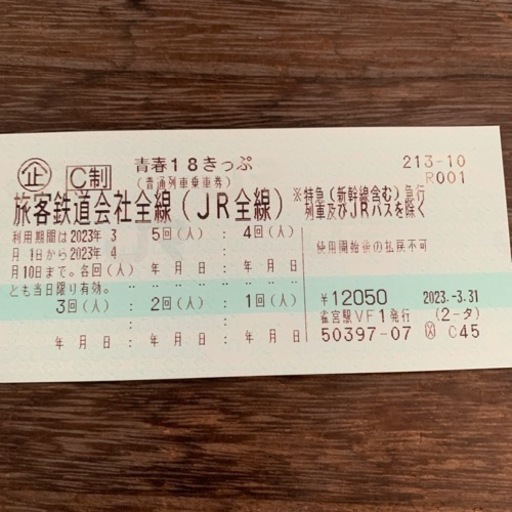 青春18きっぷ
213-10
企 C制 (普通列車乗車券) R001
旅客鉄道会社全線(JR全線) ※特急(新幹線含む)急行
列車及びJRバスを除く
利用期間は2023年3 5回(人) : 4回(人)
月 1日から2023年4
使用開始後の払戻不可
月10日まで。各回(人) 年 月 日 : 年 月 日
とも当日限り有効。
3回(人) : 2回(人) : 1回(人)
¥12050 2023.-3.31
雀宮駅VF1発行 (2-タ)
年 月 日 : 年 月 日 : 年 月 日
50397-07 C45